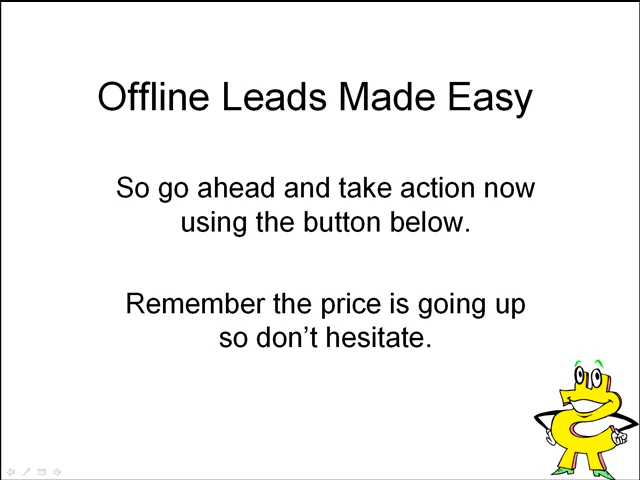 Offline Leads Made Easy
So go ahead and take action now
using the button below.
Remember the price is going up
so don't hesitate.